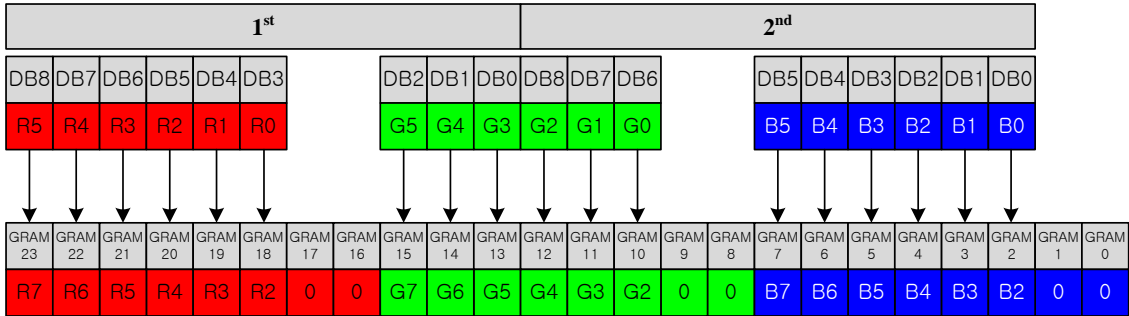 1st 2nd
DB8 DB7 DB6 DB5 DB4 DB3 DB2 DB1 DB0 DB8 DB7 DB6 DB5 DB4 DB3 DB2 DB1 DB0
R5 R4 R3 R2 R1 R0 G5 G4 G3 G2 G1 G0 B5 B4 B3 B2 B1 B0
GRAM GRAM GRAM GRAM GRAM GRAM GRAM GRAM GRAM GRAM GRAM GRAM GRAM GRAM GRAM GRAM GRAM GRAM GRAM GRAM GRAM GRAM GRAM GRAM
23 22 21 20 19 18 17 16 15 14 13 12 11 10 9 8 7 6 5 4 3 2 1 0
R7 R6 R5 R4 R3 R2 0 0 G7 G6 G5 G4 G3 G2 0 0 B7 B6 B5 B4 B3 B2 0 0